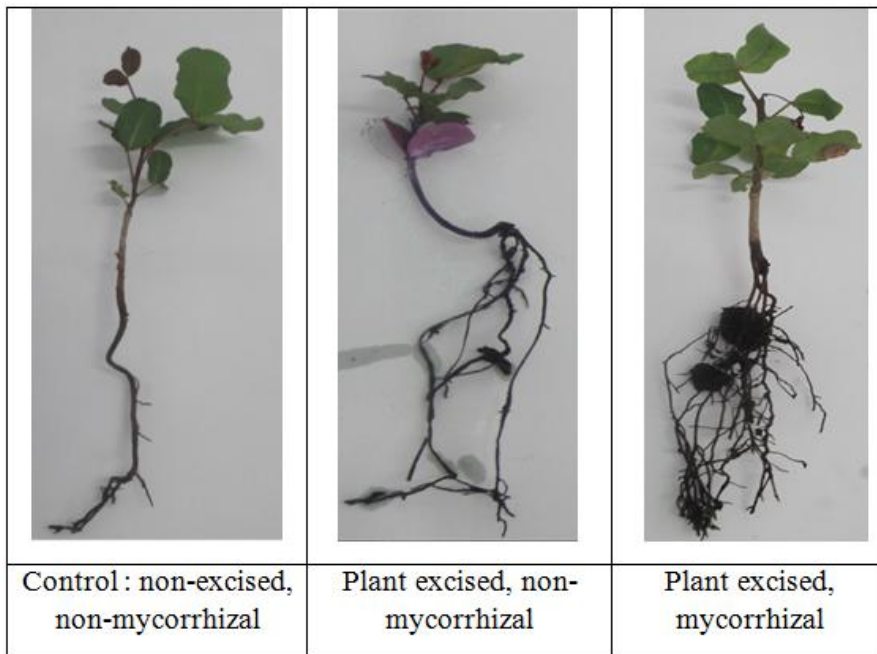 Control : non-excised,
non-mycorrhizal
Plant excised, non-
mycorrhizal
Plant excised,
mycorrhizal